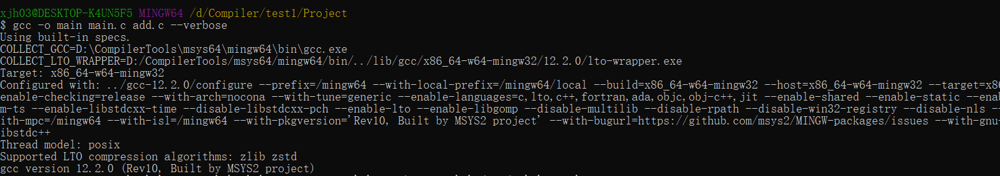 xjh03@DESKTOP-K4UN5F5 MINGW64 /d/Compiler/test1/Project
$ gcc -o main main.c add.c --verbose
Using built-in specs.
COLLECT_GCC=D:\CompilerTools\msys64\mingw64\bin\gcc.exe
COLLECT_LTO_WRAPPER=D:/CompilerTools/msys64/mingw64/bin/../lib/gcc/x86_64-w64-mingw32/12.2.0/lto-wrapper.exe
Target: x86_64-w64-mingw32
Configured with: ../gcc-12.2.0/configure --prefix=/mingw64 --with-local-prefix=/mingw64/local --build=x86_64-w64-mingw32 --host=x86_64-w64-mingw32 --target=x86
enable-checking=release --with-arch=nocona --with-tune=generic --enable-languages=c,lto,c++,fortran,ada,objc,obj-c++,jit --enable-shared --enable-static --enab
m-ts --enable-libstdcxx-time --disable-libstdcxx-pch --enable-lto --enable-libgomp --disable-multilib --disable-rpath --disable-win32-registry --disable-nls --
ith-mpc=/mingw64 --with-isl=/mingw64 --with-pkgversion='Rev10, Built by MSYS2 project' --with-bugurl=https://github.com/msys2/MINGW-packages/issues --with-gnu-
ibstdc++
Thread model: posix
Supported LTO compression algorithms: zlib zstd
gcc version 12.2.0 (Rev10, Built by MSYS2 project)